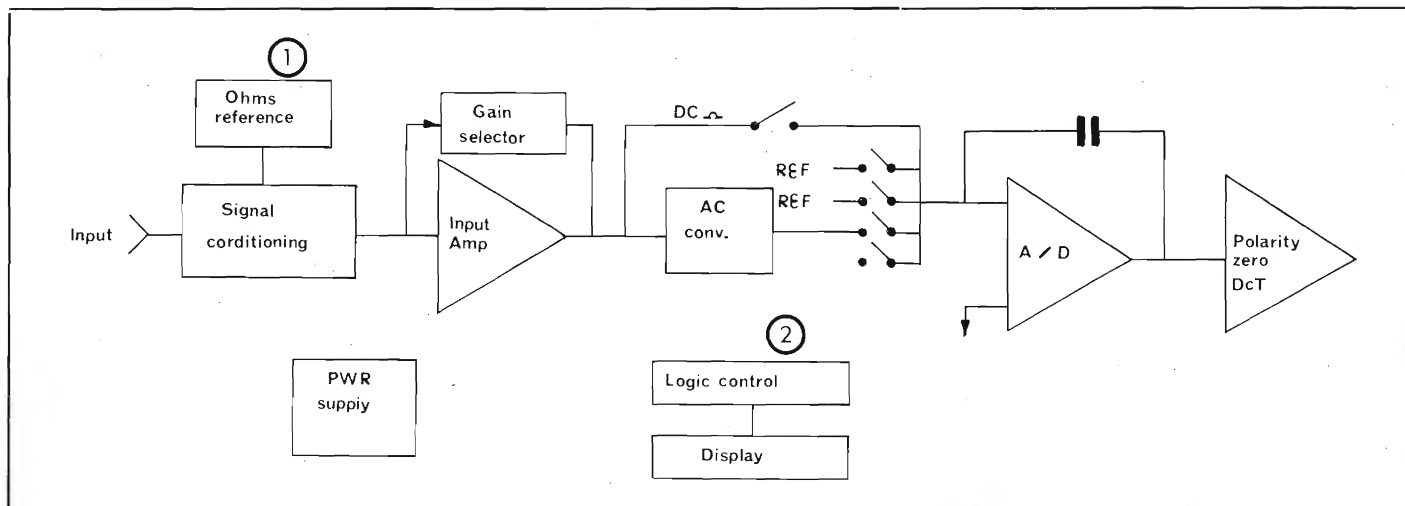 1
Ohms
reference
Gain
selector
DC Ω
REF
REF
Signal
corditioning
Input
Input
Amp
AC
conv.
A / D
Polarity
zero
DcT
2
PWR
suppiy
Logic control
Display